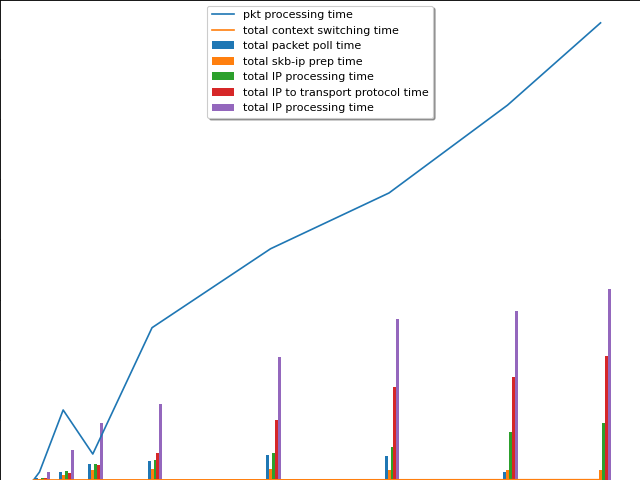 pkt processing time
total context switching time
total packet poll time
total skb-ip prep time
total IP processing time
total IP to transport protocol time
total IP processing time